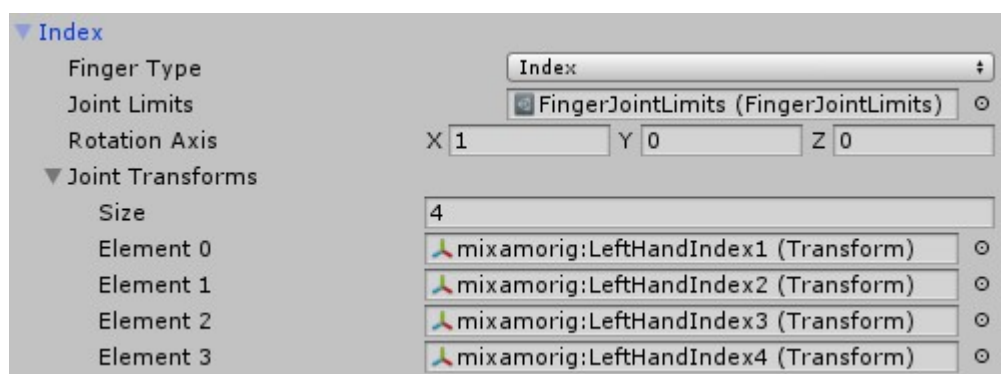 Index
Finger Type Index
Joint Limits FingerJointLimits (FingerJointLimits)
Rotation Axis X 1 Y 0 Z 0
Joint Transforms
Size 4
Element 0 mixamorig:LeftHandIndex1 (Transform)
Element 1 mixamorig:LeftHandIndex2 (Transform)
Element 2 mixamorig:LeftHandIndex3 (Transform)
Element 3 mixamorig:LeftHandIndex4 (Transform)